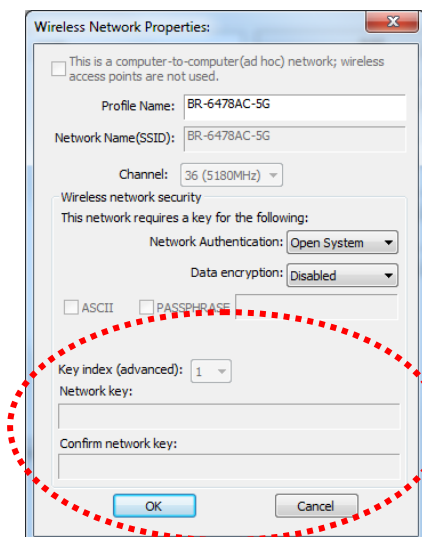 Wireless Network Properties:
This is a computer-to-computer(ad hoc) network; wireless
access points are not used.
Profile Name: BR-6478AC-5G
Network Name(SSID): BR-6478AC-5G
Channel: 36 (5180MHz)
Wireless network security
This network requires a key for the following:
Network Authentication: Open System
Data encryption: Disabled
ASCII PASSPHRASE
Key index (advanced): 1
Network key:
Confirm network key:
OK Cancel